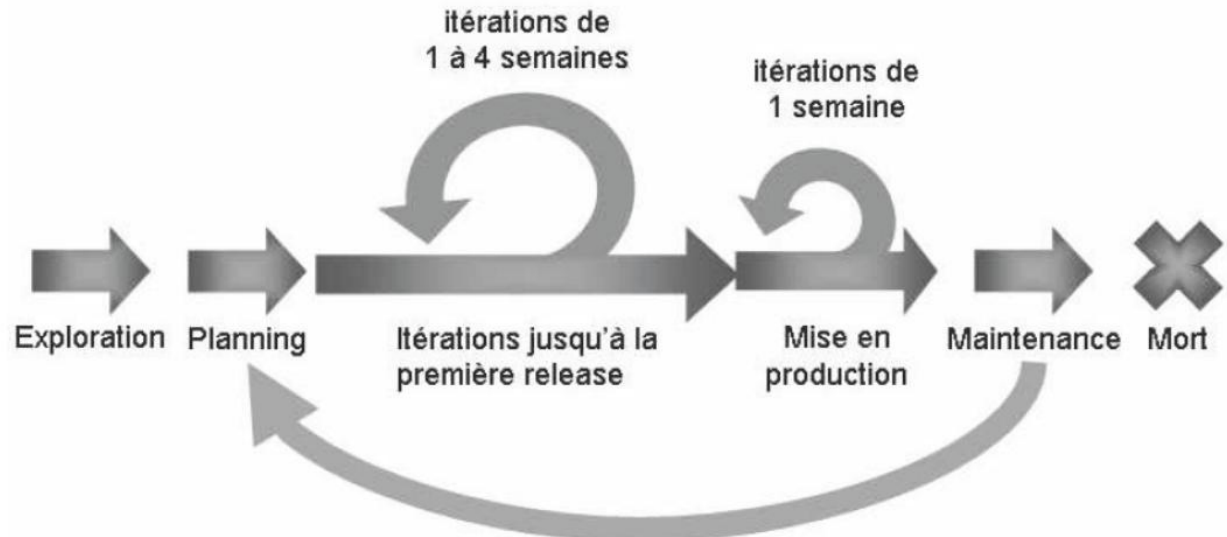 itérations de
1 à 4 semaines
itérations de
1 semaine
Exploration
Planning
Itérations jusqu'à la
première release
Mise en
production
Maintenance
Mort